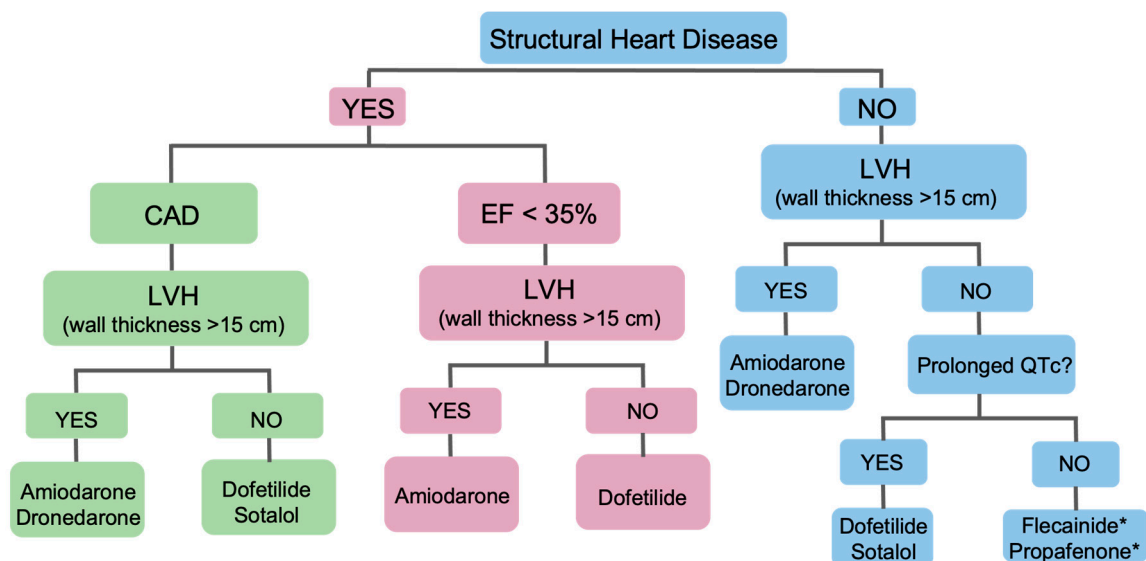 Structural Heart Disease
YES
NO
CAD
EF < 35%
LVH
(wall thickness >15 cm)
LVH
(wall thickness >15 cm)
LVH
(wall thickness >15 cm)
YES
NO
Amiodarone
Dronedarone
Prolonged QTc?
YES
NO
YES
NO
Amiodarone
Dronedarone
Dofetilide
Sotalol
Amiodarone
Dofetilide
YES
NO
Dofetilide
Sotalol
Flecainide*
Propafenone*